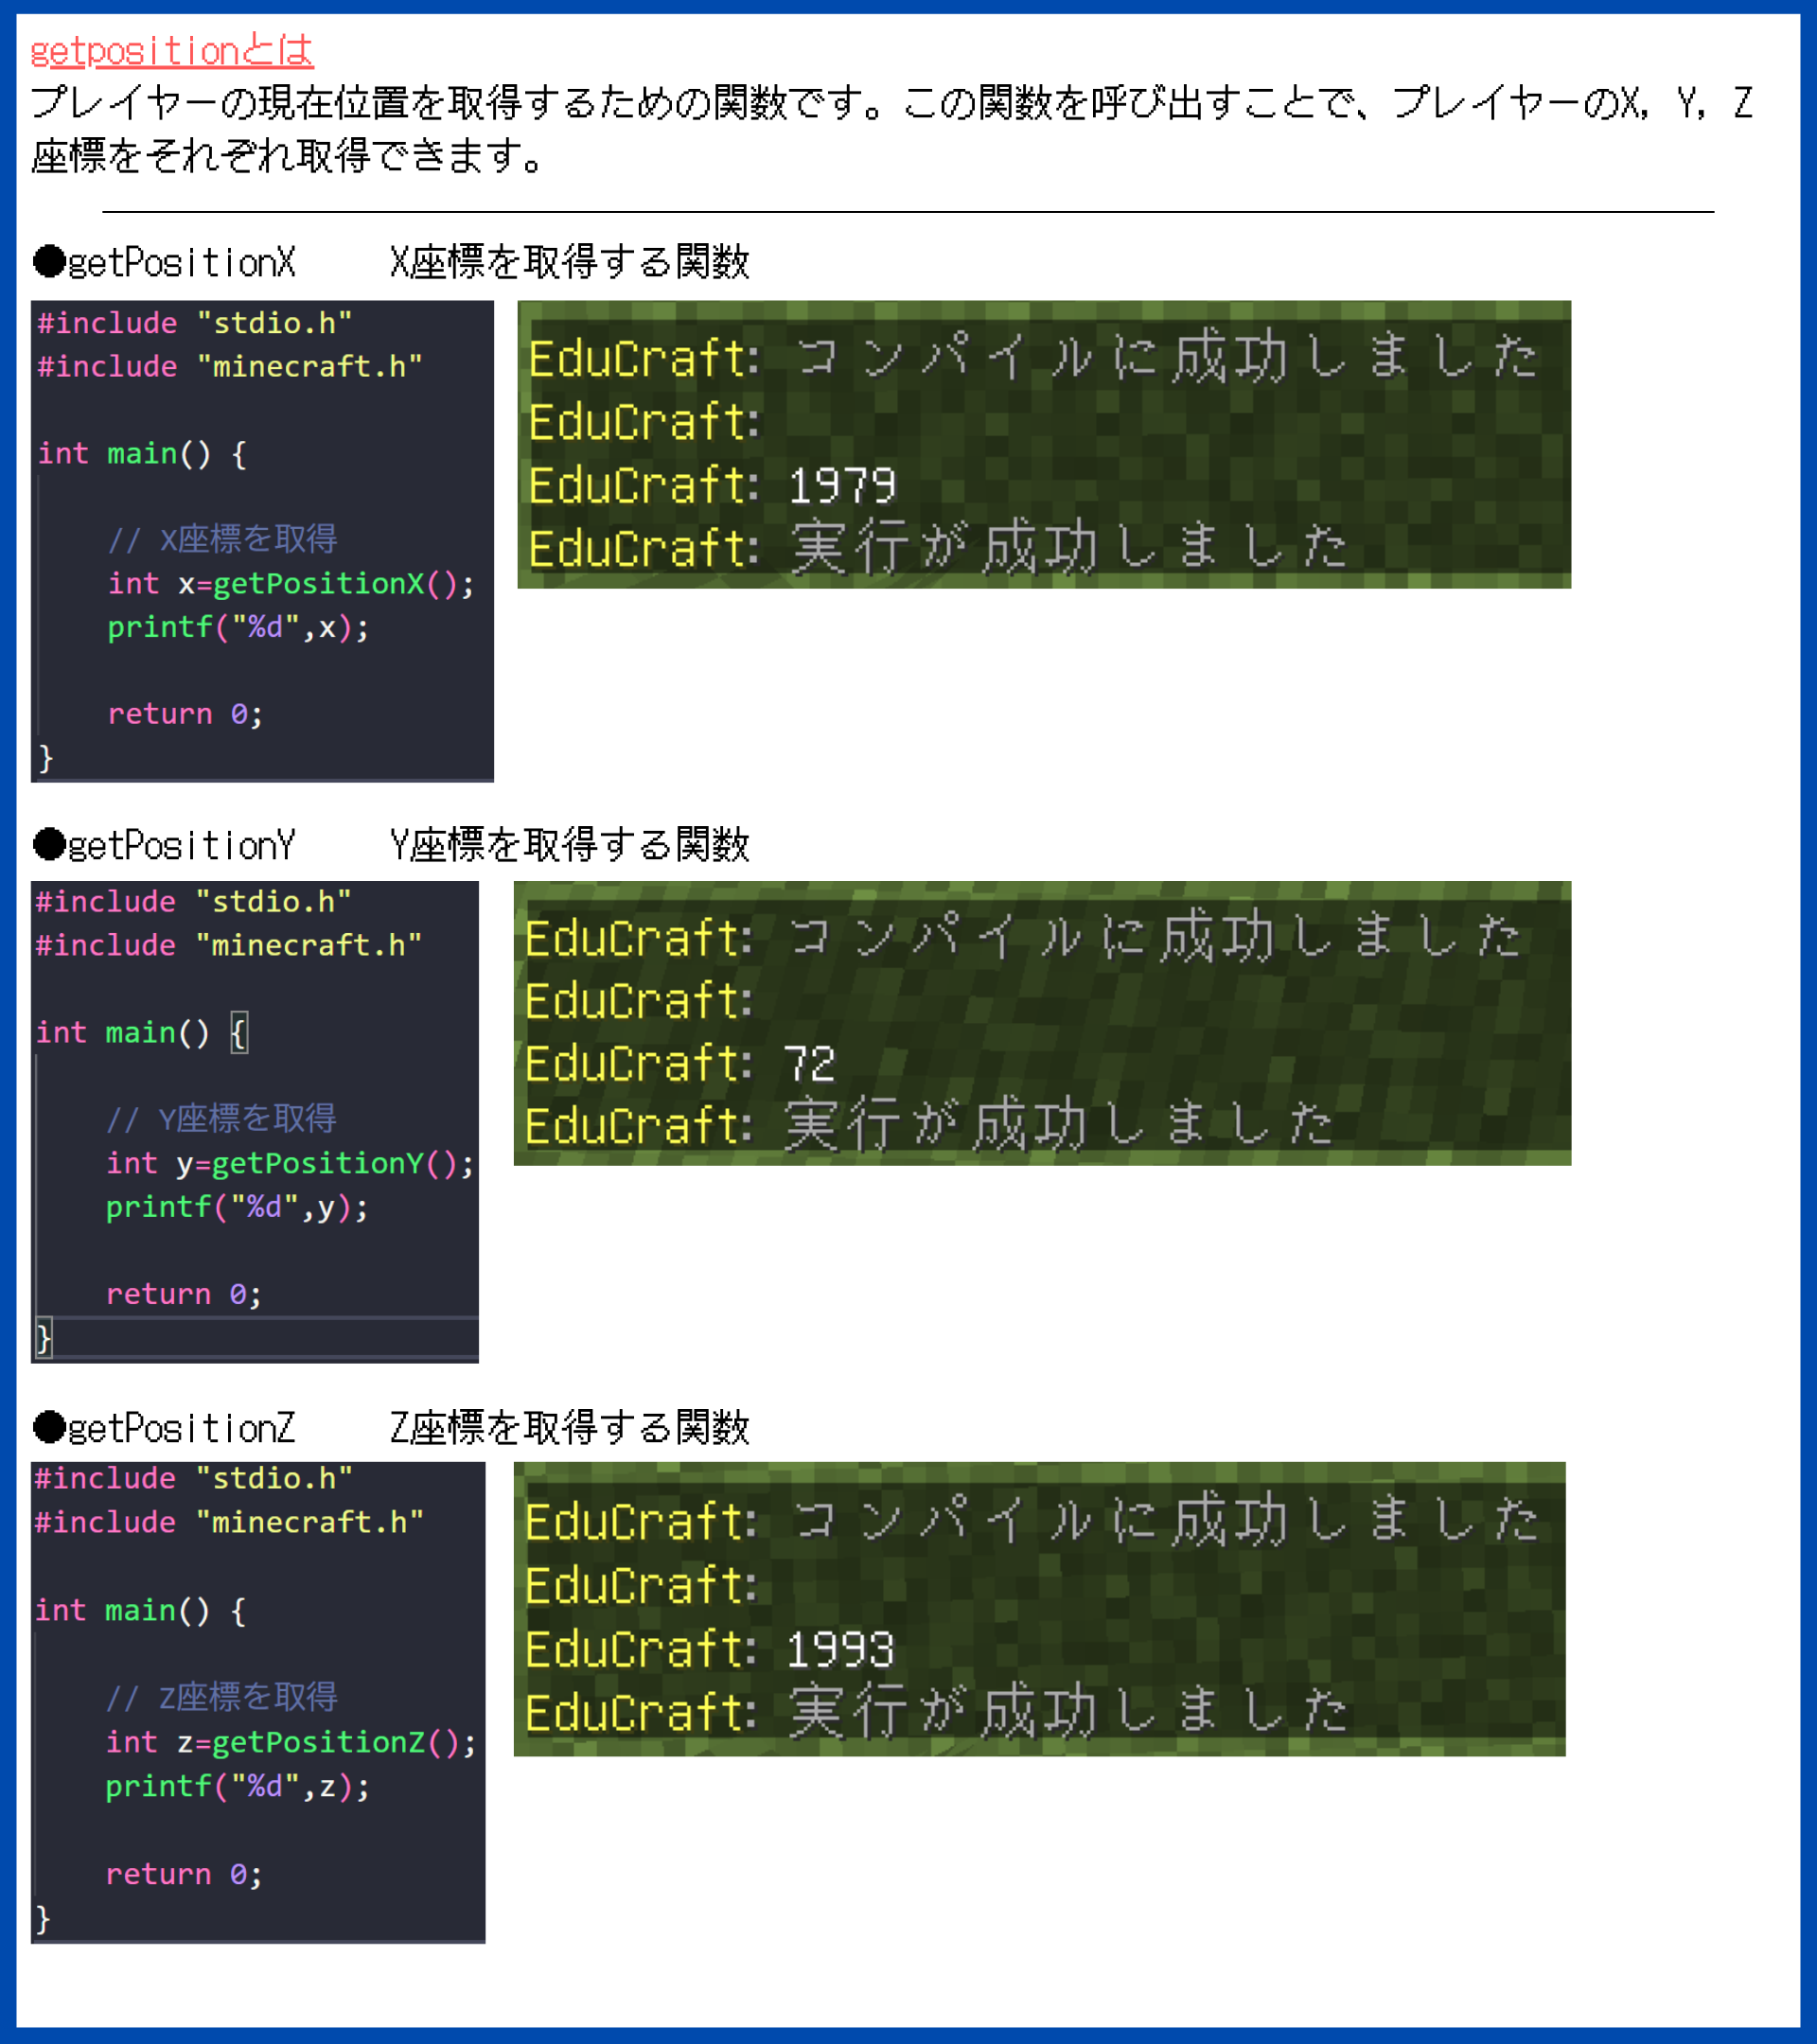 getpositionとは
プレイヤーの現在位置を取得するための関数です。この関数を呼び出すことで、プレイヤーのX, Y, Z
座標をそれぞれ取得できます。
●getPositionX X座標を取得する関数
#include "stdio.h"
#include "minecraft.h"
int main() {
// X座標を取得
int x=getPositionX();
printf("%d",x);
return 0;
}
EduCraft: コンパイルに成功しました
EduCraft:
EduCraft: 1979
EduCraft: 実行が成功しました
●getPositionY Y座標を取得する関数
#include "stdio.h"
#include "minecraft.h"
int main() {
// Y座標を取得
int y=getPositionY();
printf("%d",y);
return 0;
}
EduCraft: コンパイルに成功しました
EduCraft:
EduCraft: 72
EduCraft: 実行が成功しました
●getPositionZ Z座標を取得する関数
#include "stdio.h"
#include "minecraft.h"
int main() {
// Z座標を取得
int z=getPositionZ();
printf("%d",z);
return 0;
}
EduCraft: コンパイルに成功しました
EduCraft:
EduCraft: 1993
EduCraft: 実行が成功しました